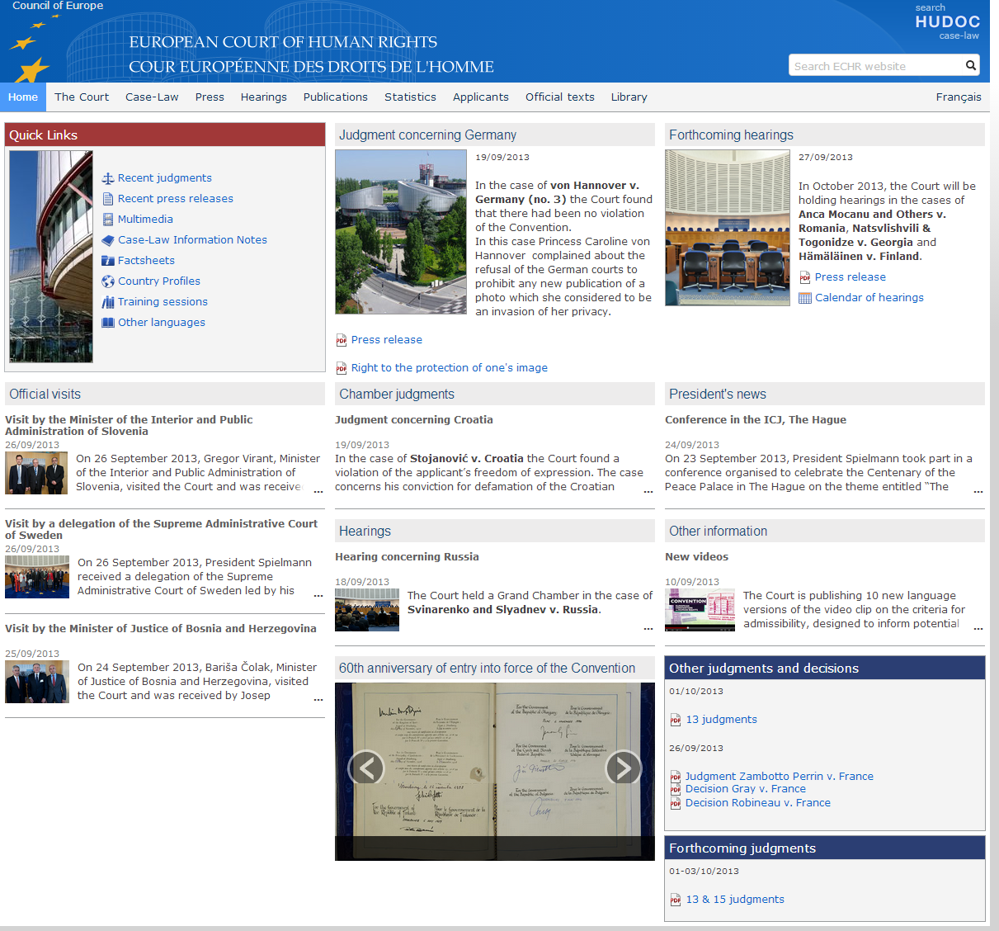 Council of Europe
EUROPEAN COURT OF HUMAN RIGHTS
COUR EUROPÉENNE DES DROITS DE L'HOMME
search
HUDOC
case-law
Search ECHR website
Home The Court Case-Law Press Hearings Publications Statistics Applicants Official texts Library Français
Quick Links
Recent judgments
Recent press releases
Multimedia
Case-Law Information Notes
Factsheets
Country Profiles
Training sessions
Other languages
Judgment concerning Germany
19/09/2013
In the case of von Hannover v.
Germany (no. 3) the Court found
that there had been no violation
of the Convention.
In this case Princess Caroline von
Hannover complained about the
refusal of the German courts to
prohibit any new publication of a
photo which she considered to be
an invasion of her privacy.
Press release
Right to the protection of one's image
Forthcoming hearings
27/09/2013
In October 2013, the Court will be
holding hearings in the cases of
Anca Mocanu and Others v.
Romania, Natsvlishvili &
Togonidze v. Georgia and
Hämäläinen v. Finland.
Press release
Calendar of hearings
Official visits
Visit by the Minister of the Interior and Public
Administration of Slovenia
26/09/2013
On 26 September 2013, Gregor Virant, Minister
of the Interior and Public Administration of
Slovenia, visited the Court and was receive ...
Visit by a delegation of the Supreme Administrative Court
of Sweden
26/09/2013
On 26 September 2013, President Spielmann
received a delegation of the Supreme
Administrative Court of Sweden led by his ...
Visit by the Minister of Justice of Bosnia and Herzegovina
25/09/2013
On 24 September 2013, Bariša Čolak, Minister
of Justice of Bosnia and Herzegovina, visited
the Court and was received by Josep ...
Chamber judgments
Judgment concerning Croatia
19/09/2013
In the case of Stojanović v. Croatia the Court found a
violation of the applicant´s freedom of expression. The case
concerns his conviction for defamation of the Croatian ...
Hearings
Hearing concerning Russia
18/09/2013
The Court held a Grand Chamber in the case of
Svinarenko and Slyadnev v. Russia.
...
60th anniversary of entry into force of the Convention
President's news
Conference in the ICJ, The Hague
24/09/2013
On 23 September 2013, President Spielmann took part in a
conference organised to celebrate the Centenary of the
Peace Palace in The Hague on the theme entitled “The ...
Other information
New videos
10/09/2013
CONVENTION
The Court is publishing 10 new language
versions of the video clip on the criteria for
admissibility, designed to inform potential ...
Other judgments and decisions
01/10/2013
13 judgments
26/09/2013
Judgment Zambotto Perrin v. France
Decision Gray v. France
Decision Robineau v. France
Forthcoming judgments
01-03/10/2013
13 & 15 judgments